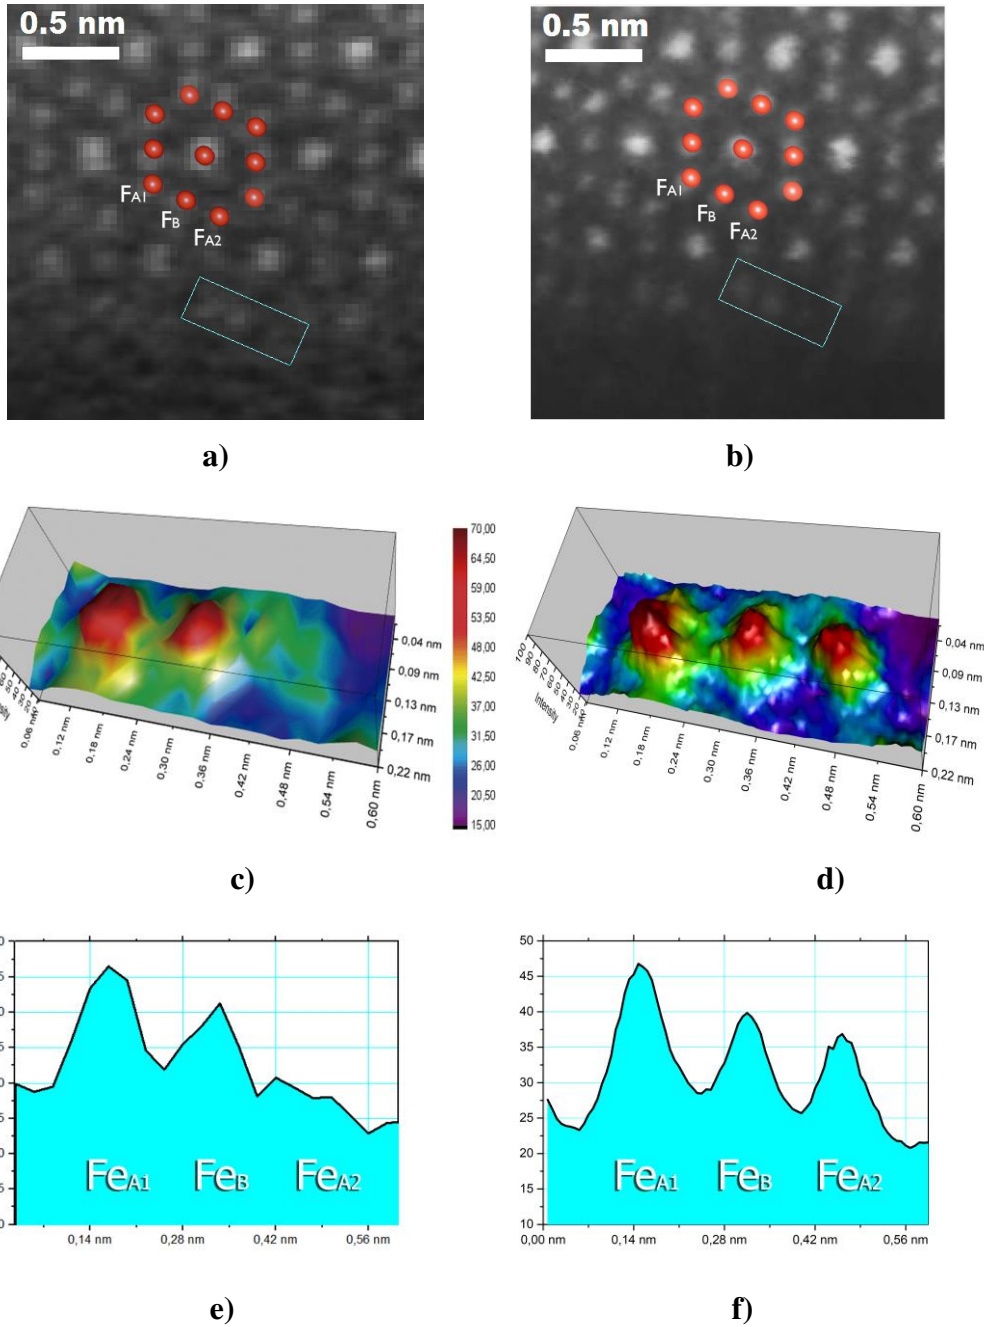 0.5 nm
0.5 nm
FA1
FB
FA2
FA1
FB
FA2
a)
b)
0.04 nm
0.09 nm
0.13 nm
0.17 nm
0.22 nm
0.06 nm
0.12 nm
0.18 nm
0.24 nm
0.30 nm
0.36 nm
0.42 nm
0,48 nm
0,54 nm
0,60 nm
70,00
64,50
59,00
53,50
48,00
42,50
37,00
31,50
26,00
20,50
15,00
100
90
80
70
60
50
40
30
Intensity
0.04 nm
0.09 nm
0.13 nm
0,17 nm
0,22 nm
0.06 nm
0.12 nm
0.18 nm
0.24 nm
0.30 nm
0.36 nm
0.42 nm
0,48 nm
0,54 nm
0,60 nm
c)
d)
FeA1
FeB
FeA2
0,14 nm
0,28 nm
0,42 nm
0,56 nm
50
45
40
35
30
25
20
15
10
FeA1
FeB
FeA2
0,00 nm
0,14 nm
0,28 nm
0,42 nm
0,56 nm
e)
f)